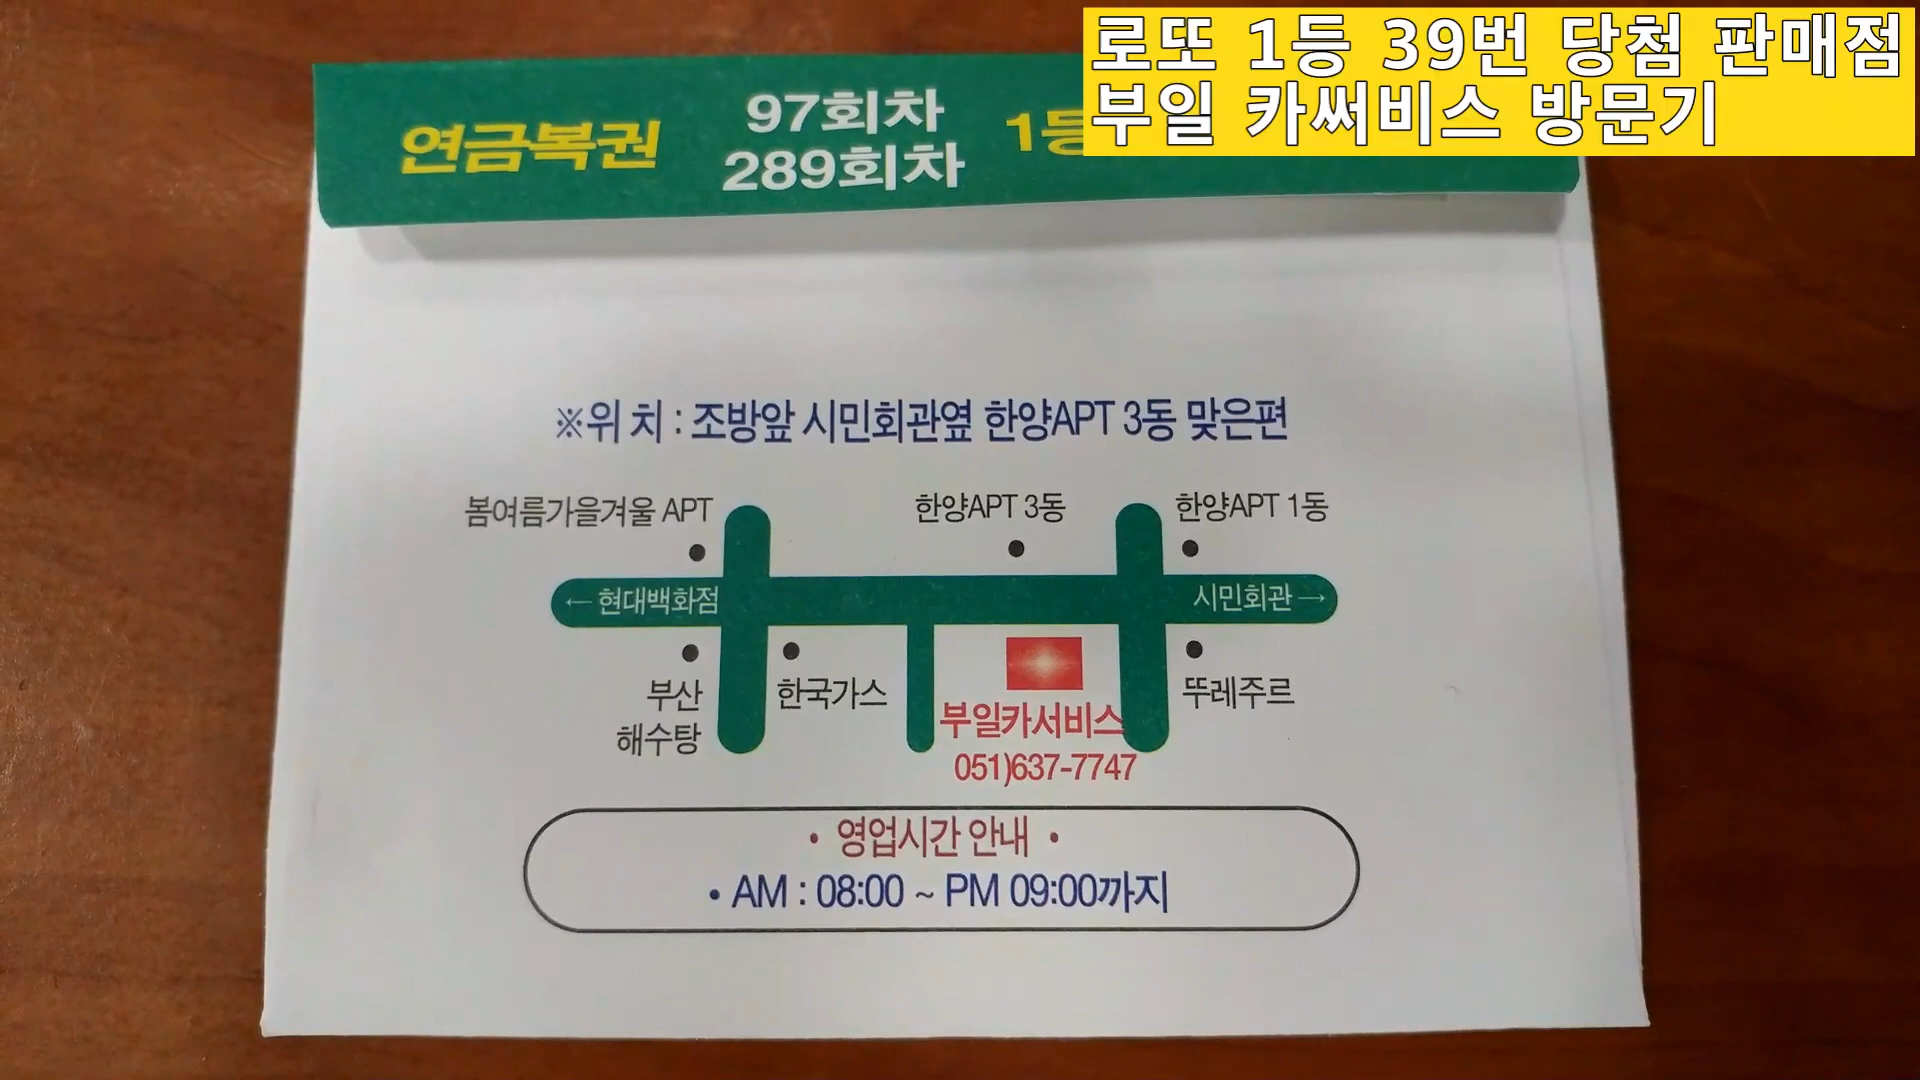 로또 1등 39번 당첨 판매점
부일 카써비스 방문기
97회차
연금복권
1등
289회차
※위 치 : 조방앞 시민회관옆 한양APT 3동 맞은편
봄여름가을겨울 APT
한양APT 3동
한양APT 1동
← 현대백화점
시민회관 →
부산
해수탕
한국가스
뚜레주르
부일카서비스
051)637-7747
• 영업시간 안내 •
• AM : 08:00 ~ PM 09:00까지